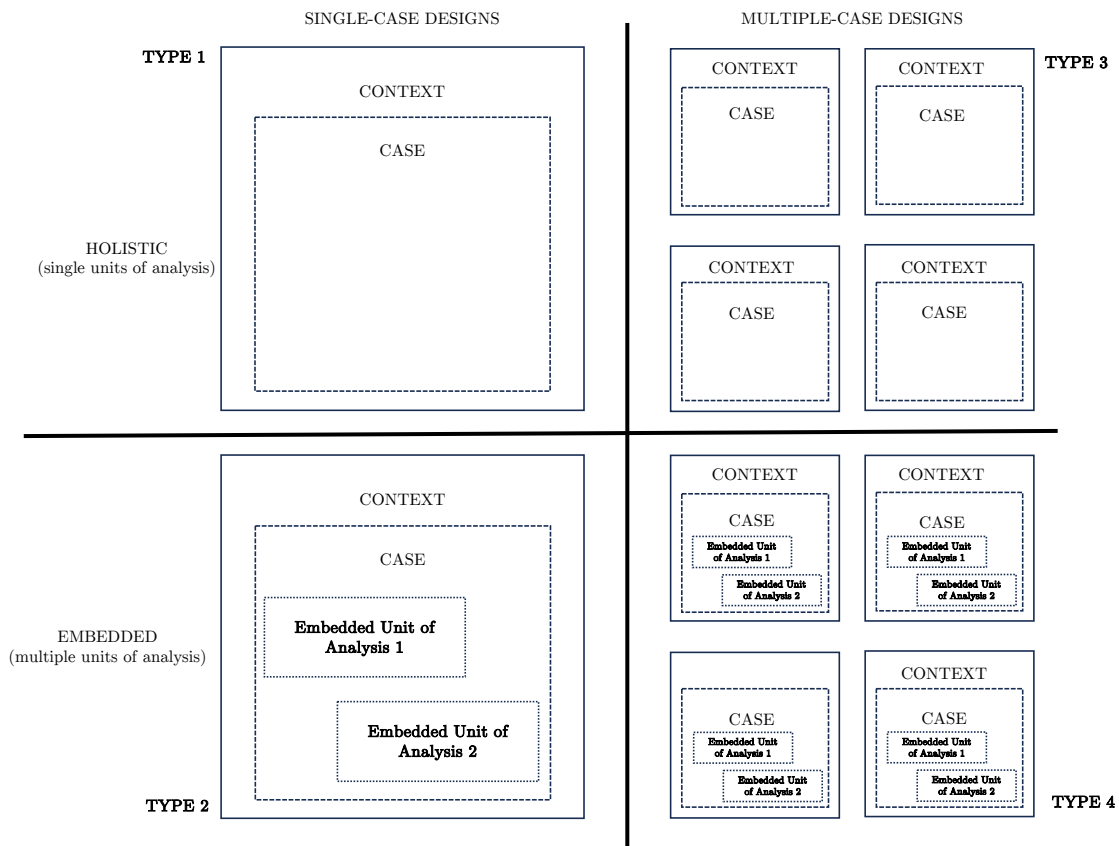 SINGLE-CASE DESIGNS
MULTIPLE-CASE DESIGNS
TYPE 1
CONTEXT
CASE
HOLISTIC
(single units of analysis)
CONTEXT
CASE
CONTEXT
CASE
TYPE 3
CONTEXT
CASE
CONTEXT
CASE
CONTEXT
CASE
Embedded Unit of
Analysis 1
Embedded Unit of
Analysis 2
EMBEDDED
(multiple units of analysis)
TYPE 2
CONTEXT
CASE
Embedded Unit
of Analysis 1
Embedded Unit
of Analysis 2
CONTEXT
CASE
Embedded Unit
of Analysis 1
Embedded Unit
of Analysis 2
CASE
Embedded Unit
of Analysis 1
Embedded Unit
of Analysis 2
CONTEXT
CASE
Embedded Unit
of Analysis 1
Embedded Unit
of Analysis 2
TYPE 4